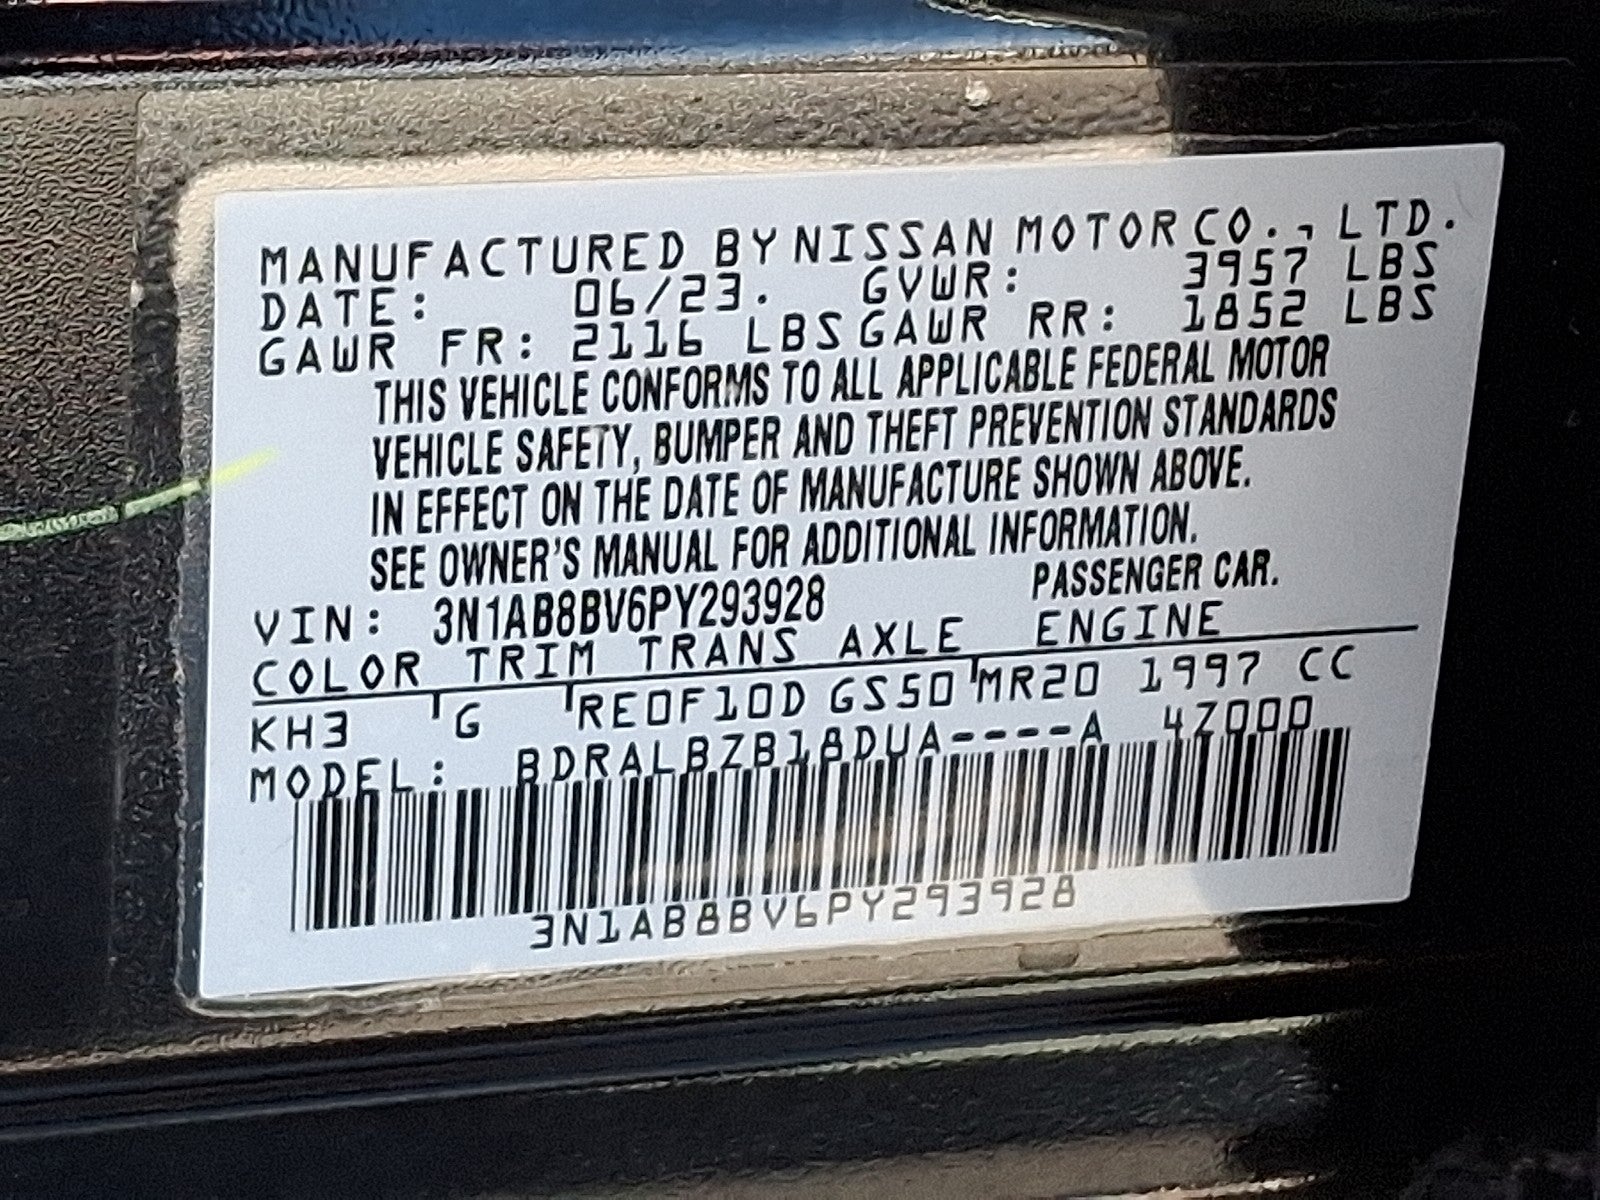 MANUFACTURED BY NISSAN MOTOR CO., LTD.
DATE: 06/23. GVWR: 3957 LBS
GAWR FR: 2116 LBS GAWR RR: 1852 LBS
THIS VEHICLE CONFORMS TO ALL APPLICABLE FEDERAL MOTOR
VEHICLE SAFETY, BUMPER AND THEFT PREVENTION STANDARDS
IN EFFECT ON THE DATE OF MANUFACTURE SHOWN ABOVE.
SEE OWNER'S MANUAL FOR ADDITIONAL INFORMATION.
VIN: 3N1AB8BV6PY293928 PASSENGER CAR.
COLOR TRIM TRANS AXLE ENGINE
KH3 G RE0F10D GS50 MR20 1997 CC
MODEL: BDRALBZB18DUA----A 4Z000
3N1AB8BV6PY293928